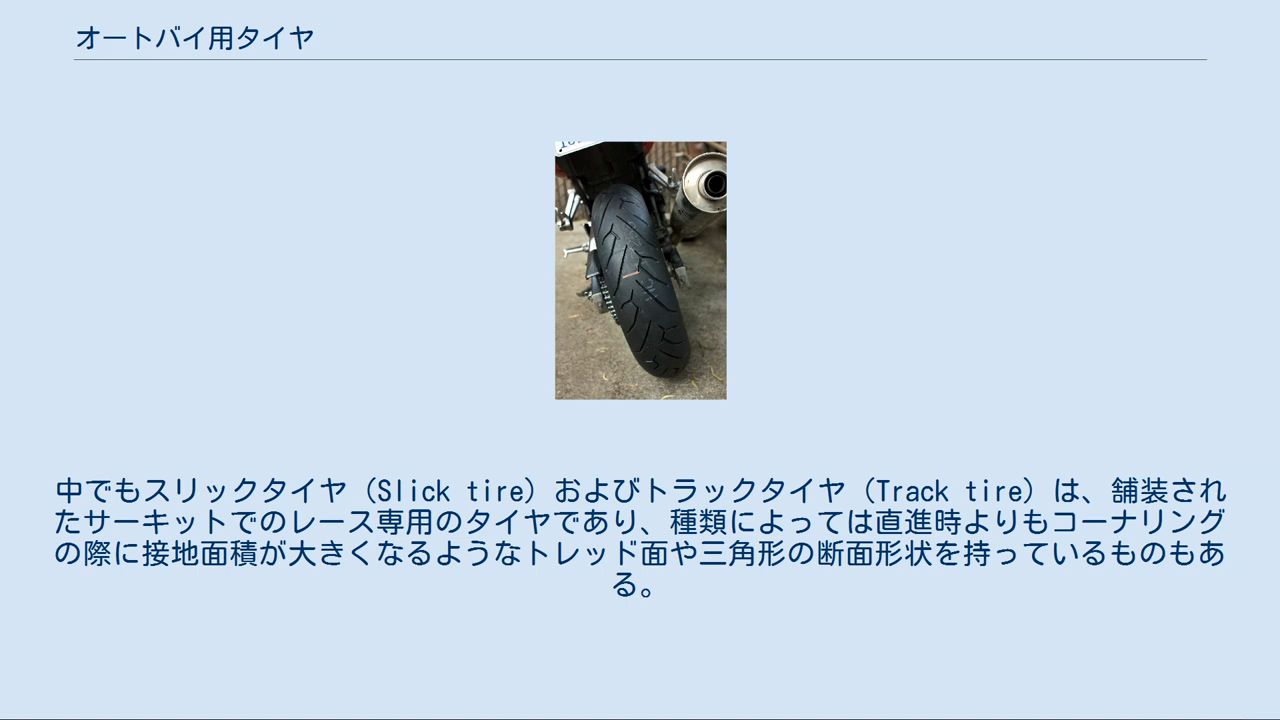 オートバイ用タイヤ
中でもスリックタイヤ（Slick tire）およびトラックタイヤ（Track tire）は、舗装され
たサーキットでのレース専用のタイヤであり、種類によっては直進時よりもコーナリング
の際に接地面積が大きくなるようなトレッド面や三角形の断面形状を持っているものもあ
る。